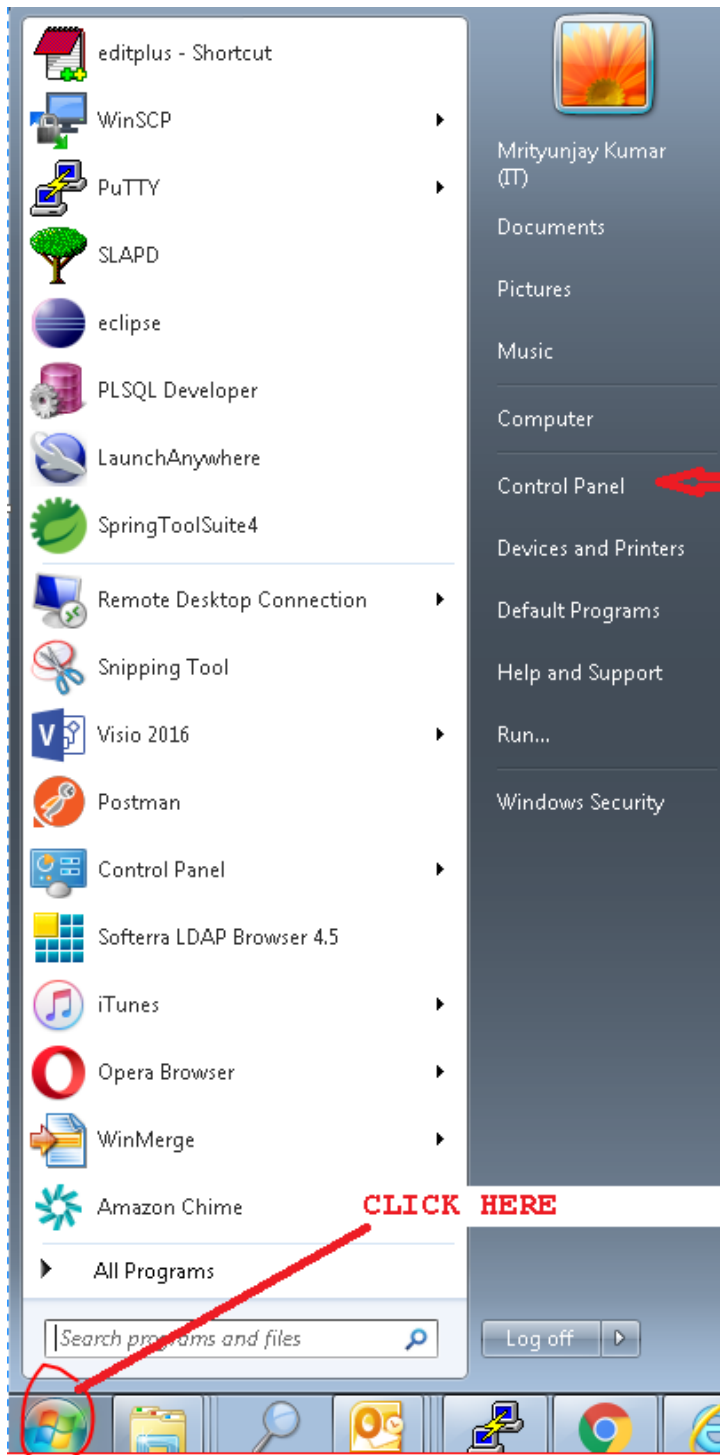 editplus - Shortcut
WinSCP
PuTTY
SLAPD
eclipse
PLSQL Developer
LaunchAnywhere
SpringToolSuite4
Remote Desktop Connection
Snipping Tool
Visio 2016
Postman
Control Panel
Softerra LDAP Browser 4.5
iTunes
Opera Browser
WinMerge
Amazon Chime
All Programs
Search programs and files
Mrityunjay Kumar
(IT)
Documents
Pictures
Music
Computer
Control Panel
Devices and Printers
Default Programs
Help and Support
Run...
Windows Security
CLICK HERE
Log off